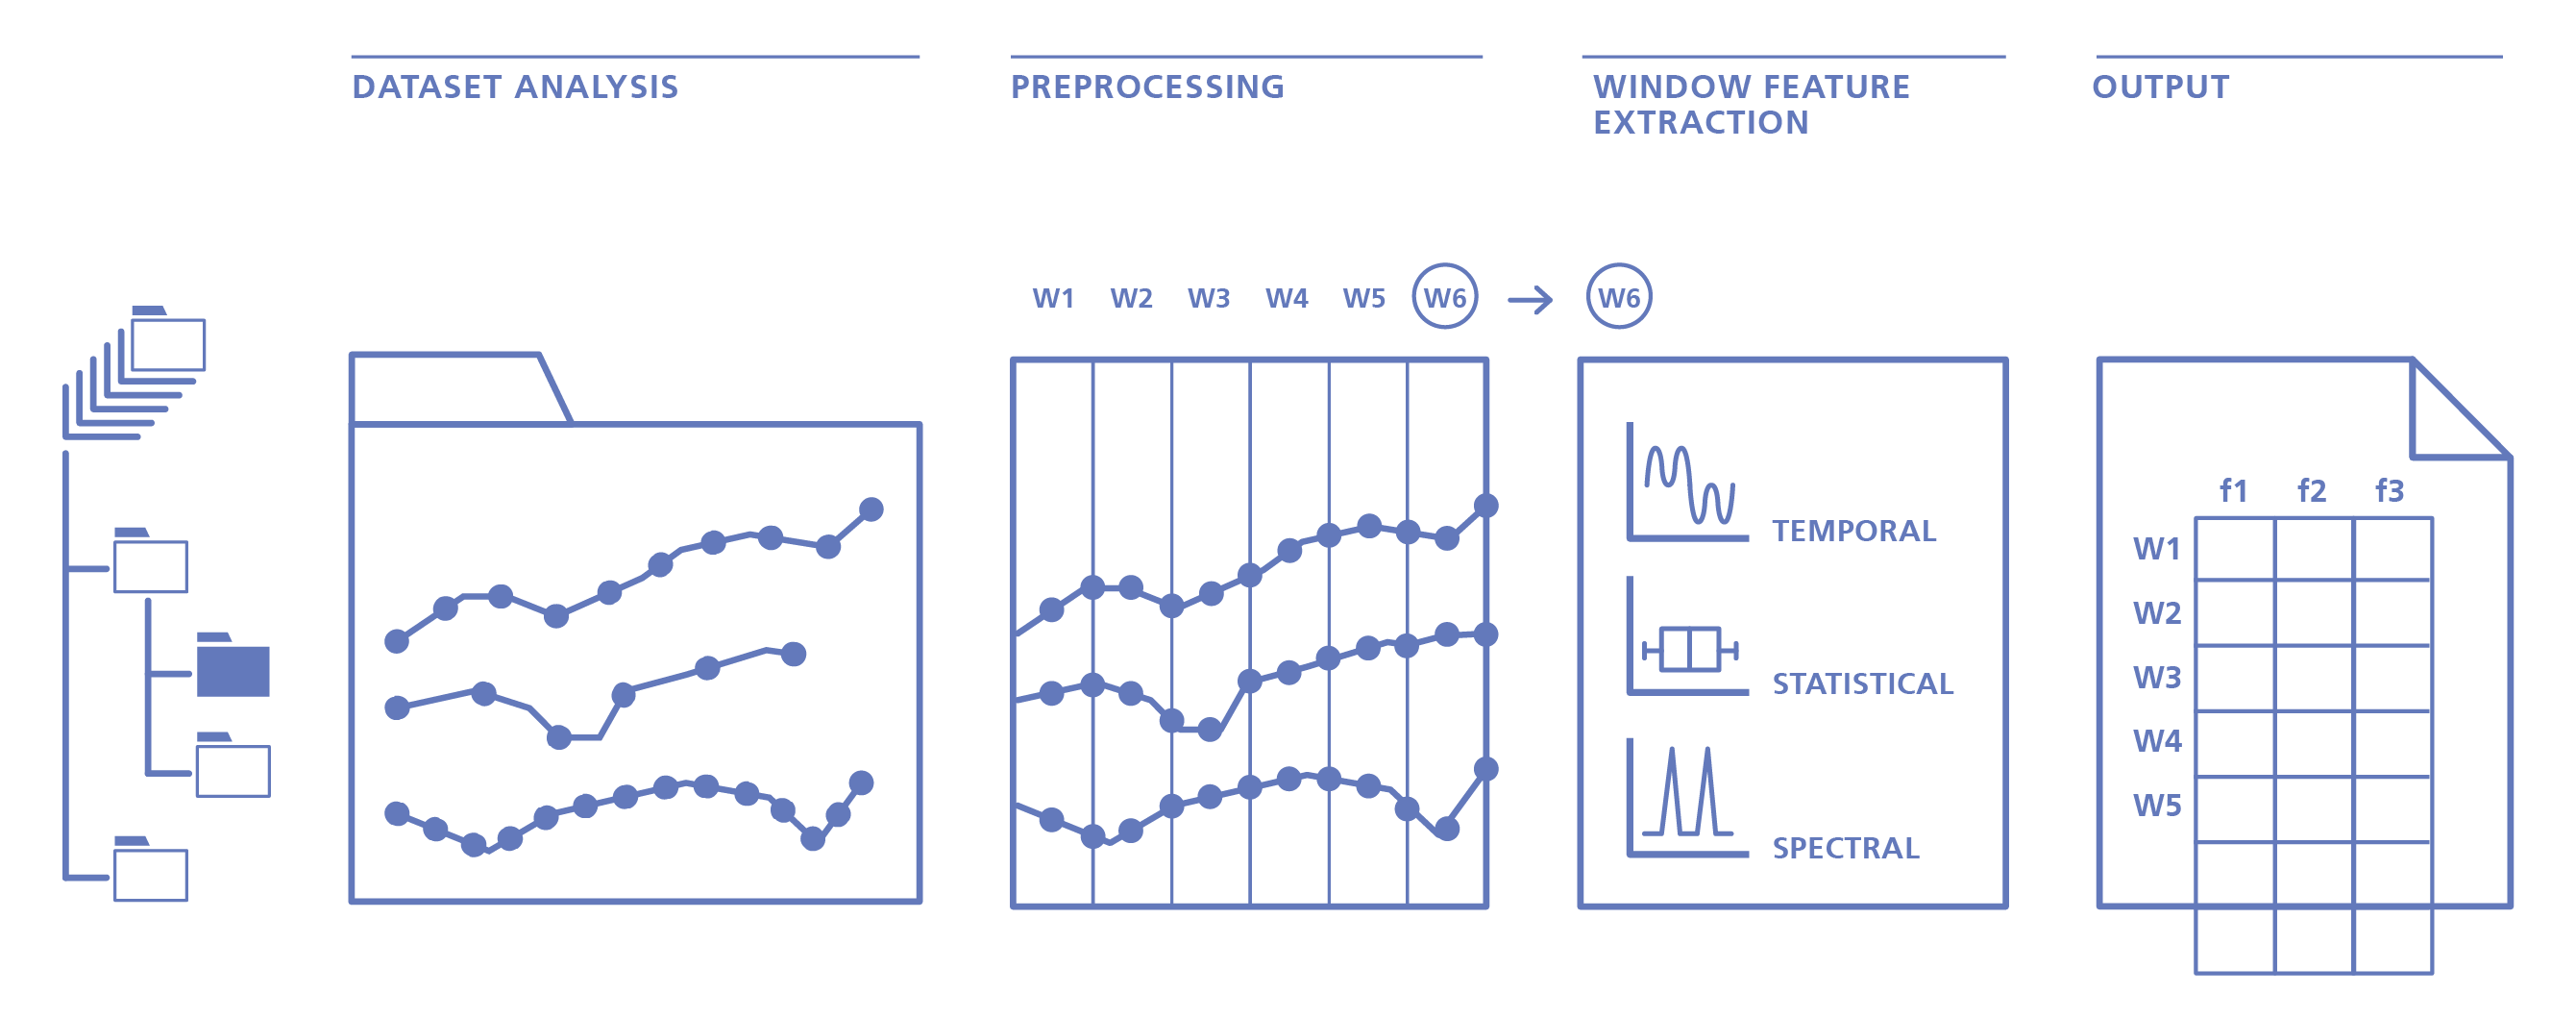 DATASET ANALYSIS
PREPROCESSING
WINDOW FEATURE
EXTRACTION
OUTPUT
W1 W2 W3 W4 W5 W6
W6
TEMPORAL
STATISTICAL
SPECTRAL
f1 f2 f3
W1
W2
W3
W4
W5